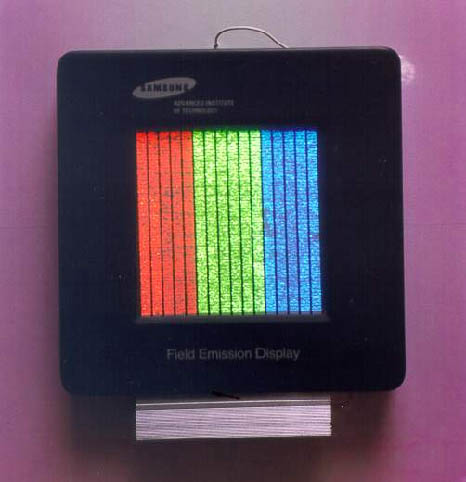 SAMSUNG
ADVANCED INSTITUTE
OF TECHNOLOGY
Field Emission Display